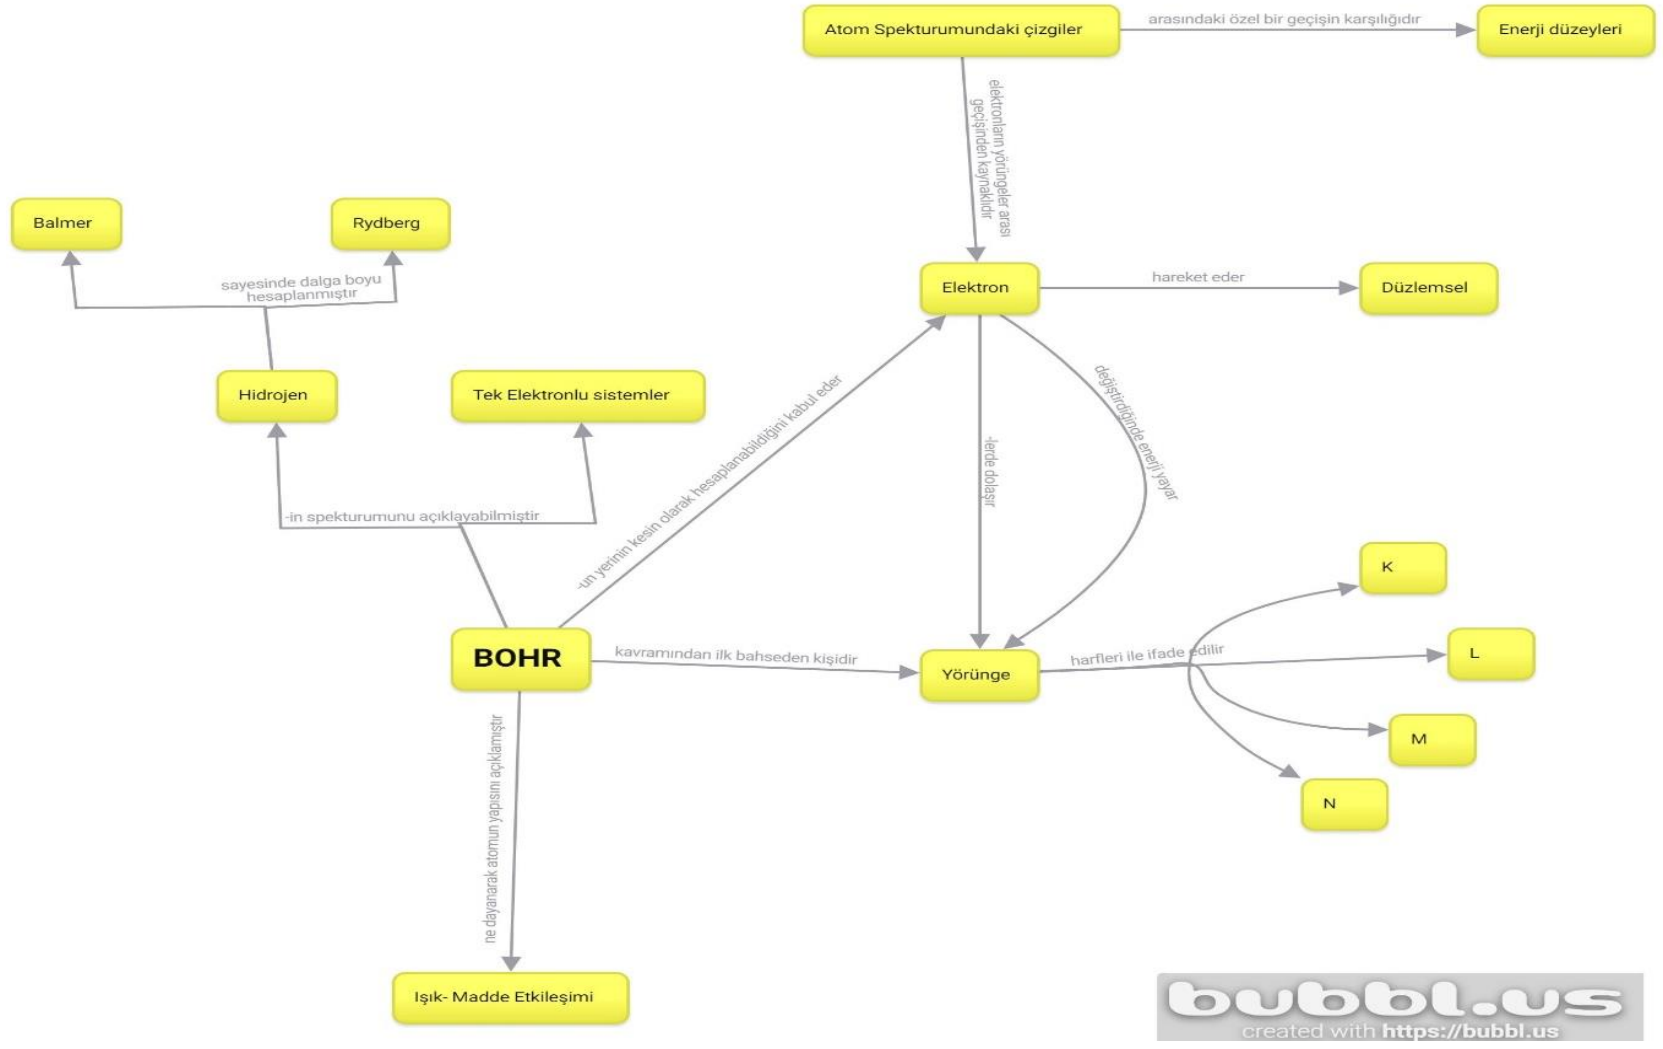 Atom Spekturumundaki çizgiler
arasındaki özel bir geçişin karşılığıdır
Enerji düzeyleri
elektronların yörüngeler arası
geçişinden kaynaklıdır
Balmer
Rydberg
sayesinde dalga boyu
hesaplanmıştır
Elektron
hareket eder
Düzlemsel
Hidrojen
Tek Elektronlu sistemler
-un yerinin kesin olarak hesaplanabildiğini kabul eder
-lerde dolaşır
değiştirdiğinde enerji yayar
-in spekturumunu açıklayabilmiştir
BOHR
kavramından ilk bahseden kişidir
Yörünge
harfleri ile ifade edilir
K
L
M
N
ne dayanarak atomun yapısını açıklamıştır
Işık- Madde Etkileşimi
bubbl.us
created with https://bubbl.us